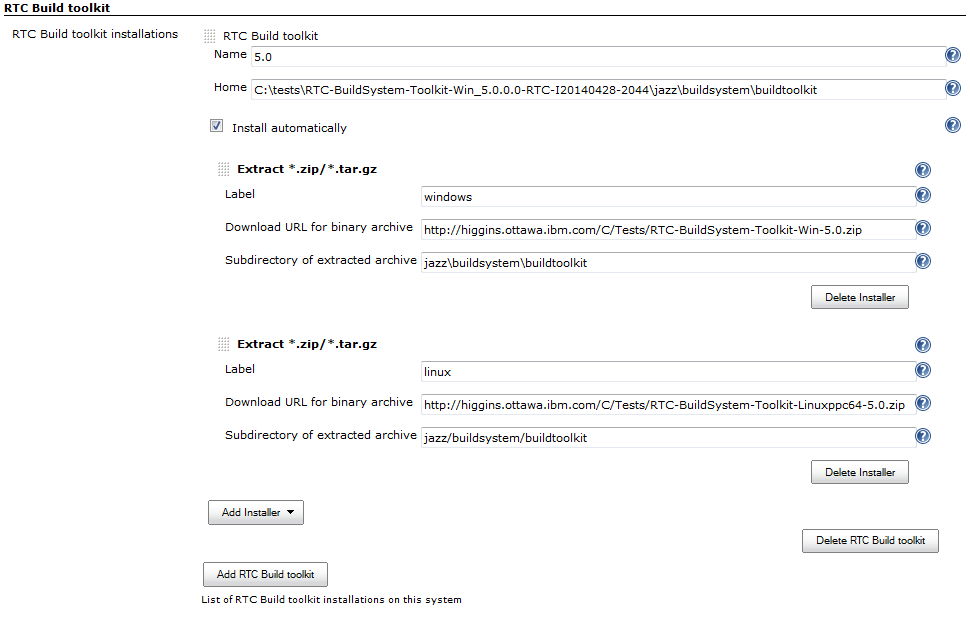 RTC Build toolkit
RTC Build toolkit installations
RTC Build toolkit
Name 5.0
Home C:\tests\RTC-BuildSystem-Toolkit-Win_5.0.0.0-RTC-I20140428-2044\jazz\buildsystem\buildtoolkit
Install automatically
Extract *.zip/*.tar.gz
Label windows
Download URL for binary archive http://higgins.ottawa.ibm.com/C/Tests/RTC-BuildSystem-Toolkit-Win-5.0.zip
Subdirectory of extracted archive jazz\buildsystem\buildtoolkit
Delete Installer
Extract *.zip/*.tar.gz
Label linux
Download URL for binary archive http://higgins.ottawa.ibm.com/C/Tests/RTC-BuildSystem-Toolkit-Linuxppc64-5.0.zip
Subdirectory of extracted archive jazz/buildsystem/buildtoolkit
Delete Installer
Add Installer
Delete RTC Build toolkit
Add RTC Build toolkit
List of RTC Build toolkit installations on this system